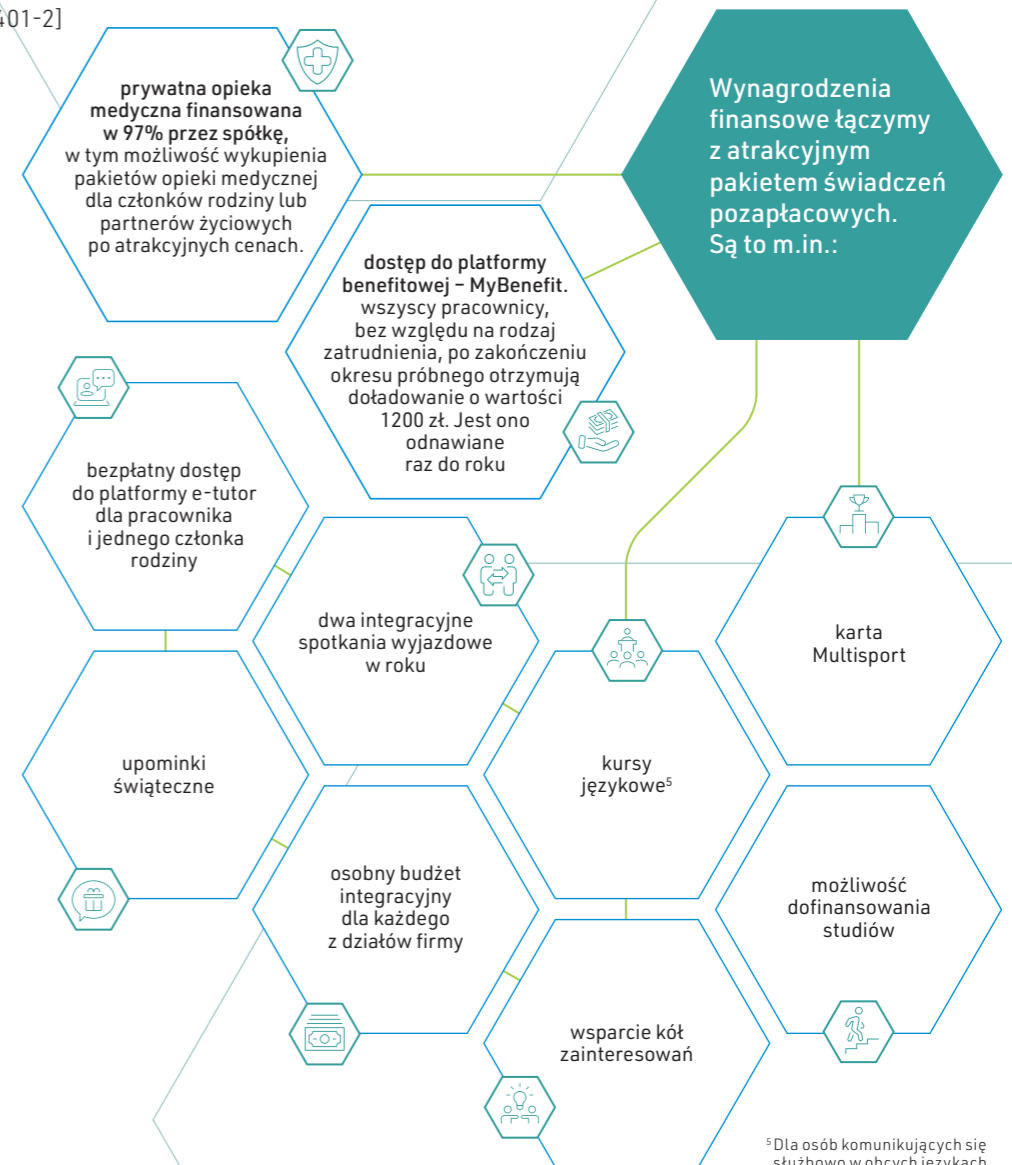 401-2]
prywatna opieka
medyczna finansowana
w 97% przez spółkę,
w tym możliwość wykupienia
pakietów opieki medycznej
dla członków rodziny lub
partnerów życiowych
po atrakcyjnych cenach.
Wynagrodzenia
finansowe łączymy
z atrakcyjnym
pakietem świadczeń
pozapłacowych.
Są to m.in.:
dostęp do platformy
benefitowej – MyBenefit.
wszyscy pracownicy,
bez względu na rodzaj
zatrudnienia, po zakończeniu
okresu próbnego otrzymują
doładowanie o wartości
1200 zł. Jest ono
odnawiane
raz do roku
bezpłatny dostęp
do platformy e-tutor
dla pracownika
i jednego członka
rodziny
dwa integracyjne
spotkania wyjazdowe
w roku
karta
Multisport
upominki
świąteczne
kursy
językowe⁵
osobny budżet
integracyjny
dla każdego
z działów firmy
możliwość
dofinansowania
studiów
wsparcie kół
zainteresowań
⁵ Dla osób komunikujących się
służbowo w obcych językach